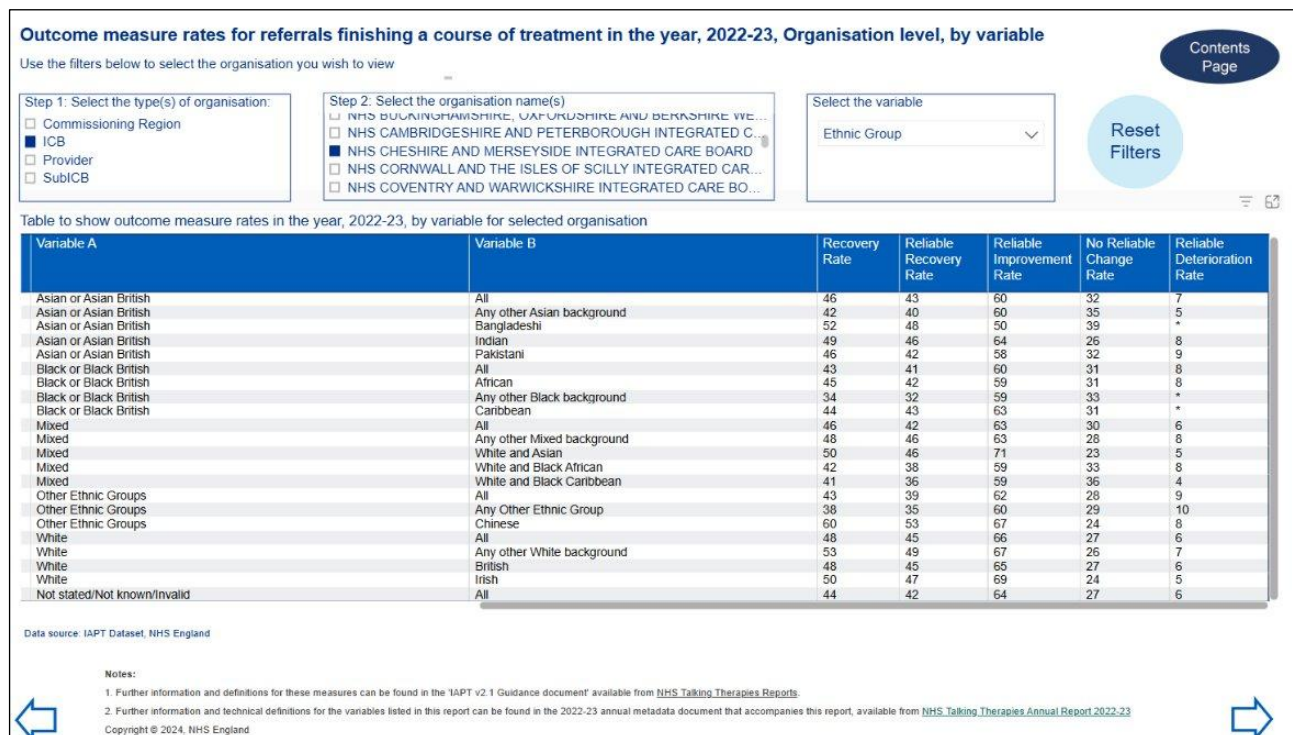 Outcome measure rates for referrals finishing a course of treatment in the year, 2022-23, Organisation level, by variable
Contents
Page
Use the filters below to select the organisation you wish to view
Step 1: Select the type(s) of organisation:
Commissioning Region
ICB
Provider
SubICB
Step 2: Select the organisation name(s)
NHS BUCKINGHAMSHIRE, OXFORDSHIRE AND BERKSHIRE WE...
NHS CAMBRIDGESHIRE AND PETERBOROUGH INTEGRATED C...
NHS CHESHIRE AND MERSEYSIDE INTEGRATED CARE BOARD
NHS CORNWALL AND THE ISLES OF SCILLY INTEGRATED CAR...
NHS COVENTRY AND WARWICKSHIRE INTEGRATED CARE BO...
Select the variable
Ethnic Group
Reset
Filters
Table to show outcome measure rates in the year, 2022-23, by variable for selected organisation
Variable A Variable B Recovery Rate Reliable Recovery Rate Reliable Improvement Rate No Reliable Change Rate Reliable Deterioration Rate
Asian or Asian British All 46 43 60 32 7
Asian or Asian British Any other Asian background 42 40 60 35 5
Asian or Asian British Bangladeshi 52 48 50 39 *
Asian or Asian British Indian 49 46 64 26 8
Asian or Asian British Pakistani 46 42 58 32 9
Black or Black British All 43 41 60 31 8
Black or Black British African 45 42 59 31 8
Black or Black British Any other Black background 34 32 59 33 *
Black or Black British Caribbean 44 43 63 31 *
Mixed All 46 42 63 30 6
Mixed Any other Mixed background 48 46 63 28 8
Mixed White and Asian 50 46 71 23 5
Mixed White and Black African 42 38 59 33 8
Mixed White and Black Caribbean 41 36 59 36 4
Other Ethnic Groups All 43 39 62 28 9
Other Ethnic Groups Any Other Ethnic Group 38 35 60 29 10
Other Ethnic Groups Chinese 60 53 67 24 8
White All 48 45 66 27 6
White Any other White background 53 49 67 26 7
White British 48 45 65 27 6
White Irish 50 47 69 24 5
Not stated/Not known/Invalid All 44 42 64 27 6
Data source: IAPT Dataset, NHS England
Notes:
1. Further information and definitions for these measures can be found in the 'IAPT v2.1 Guidance document' available from NHS Talking Therapies Reports.
2. Further information and technical definitions for the variables listed in this report can be found in the 2022-23 annual metadata document that accompanies this report, available from NHS Talking Therapies Annual Report 2022-23
Copyright © 2024, NHS England